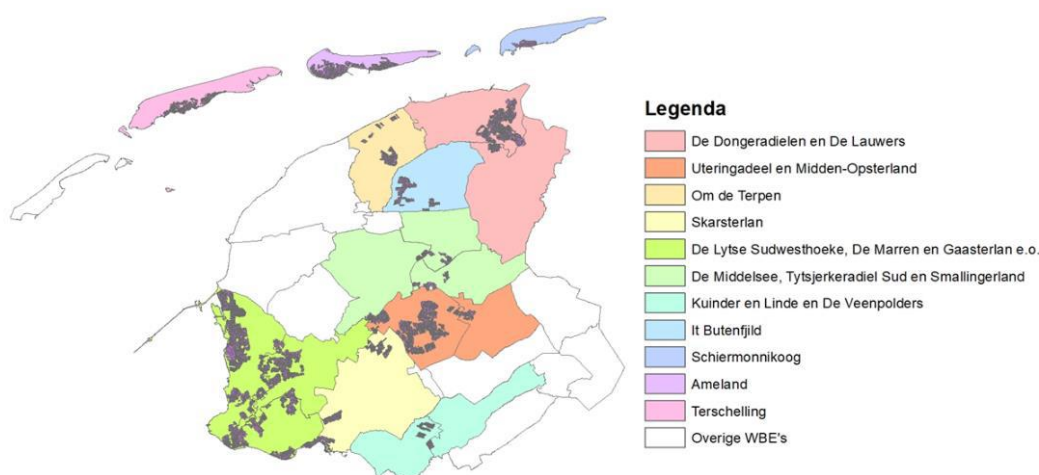 Legenda
De Dongeradielen en De Lauwers
Uteringadeel en Midden-Opsterland
Om de Terpen
Skarsterlan
De Lytse Sudwesthoeke, De Marren en Gaasterlan e.o.
De Middelsee, Tytsjerkeradiel Sud en Smallingerland
Kuinder en Linde en De Veenpolders
It Butenfjild
Schiermonnikoog
Ameland
Terschelling
Overige WBE's